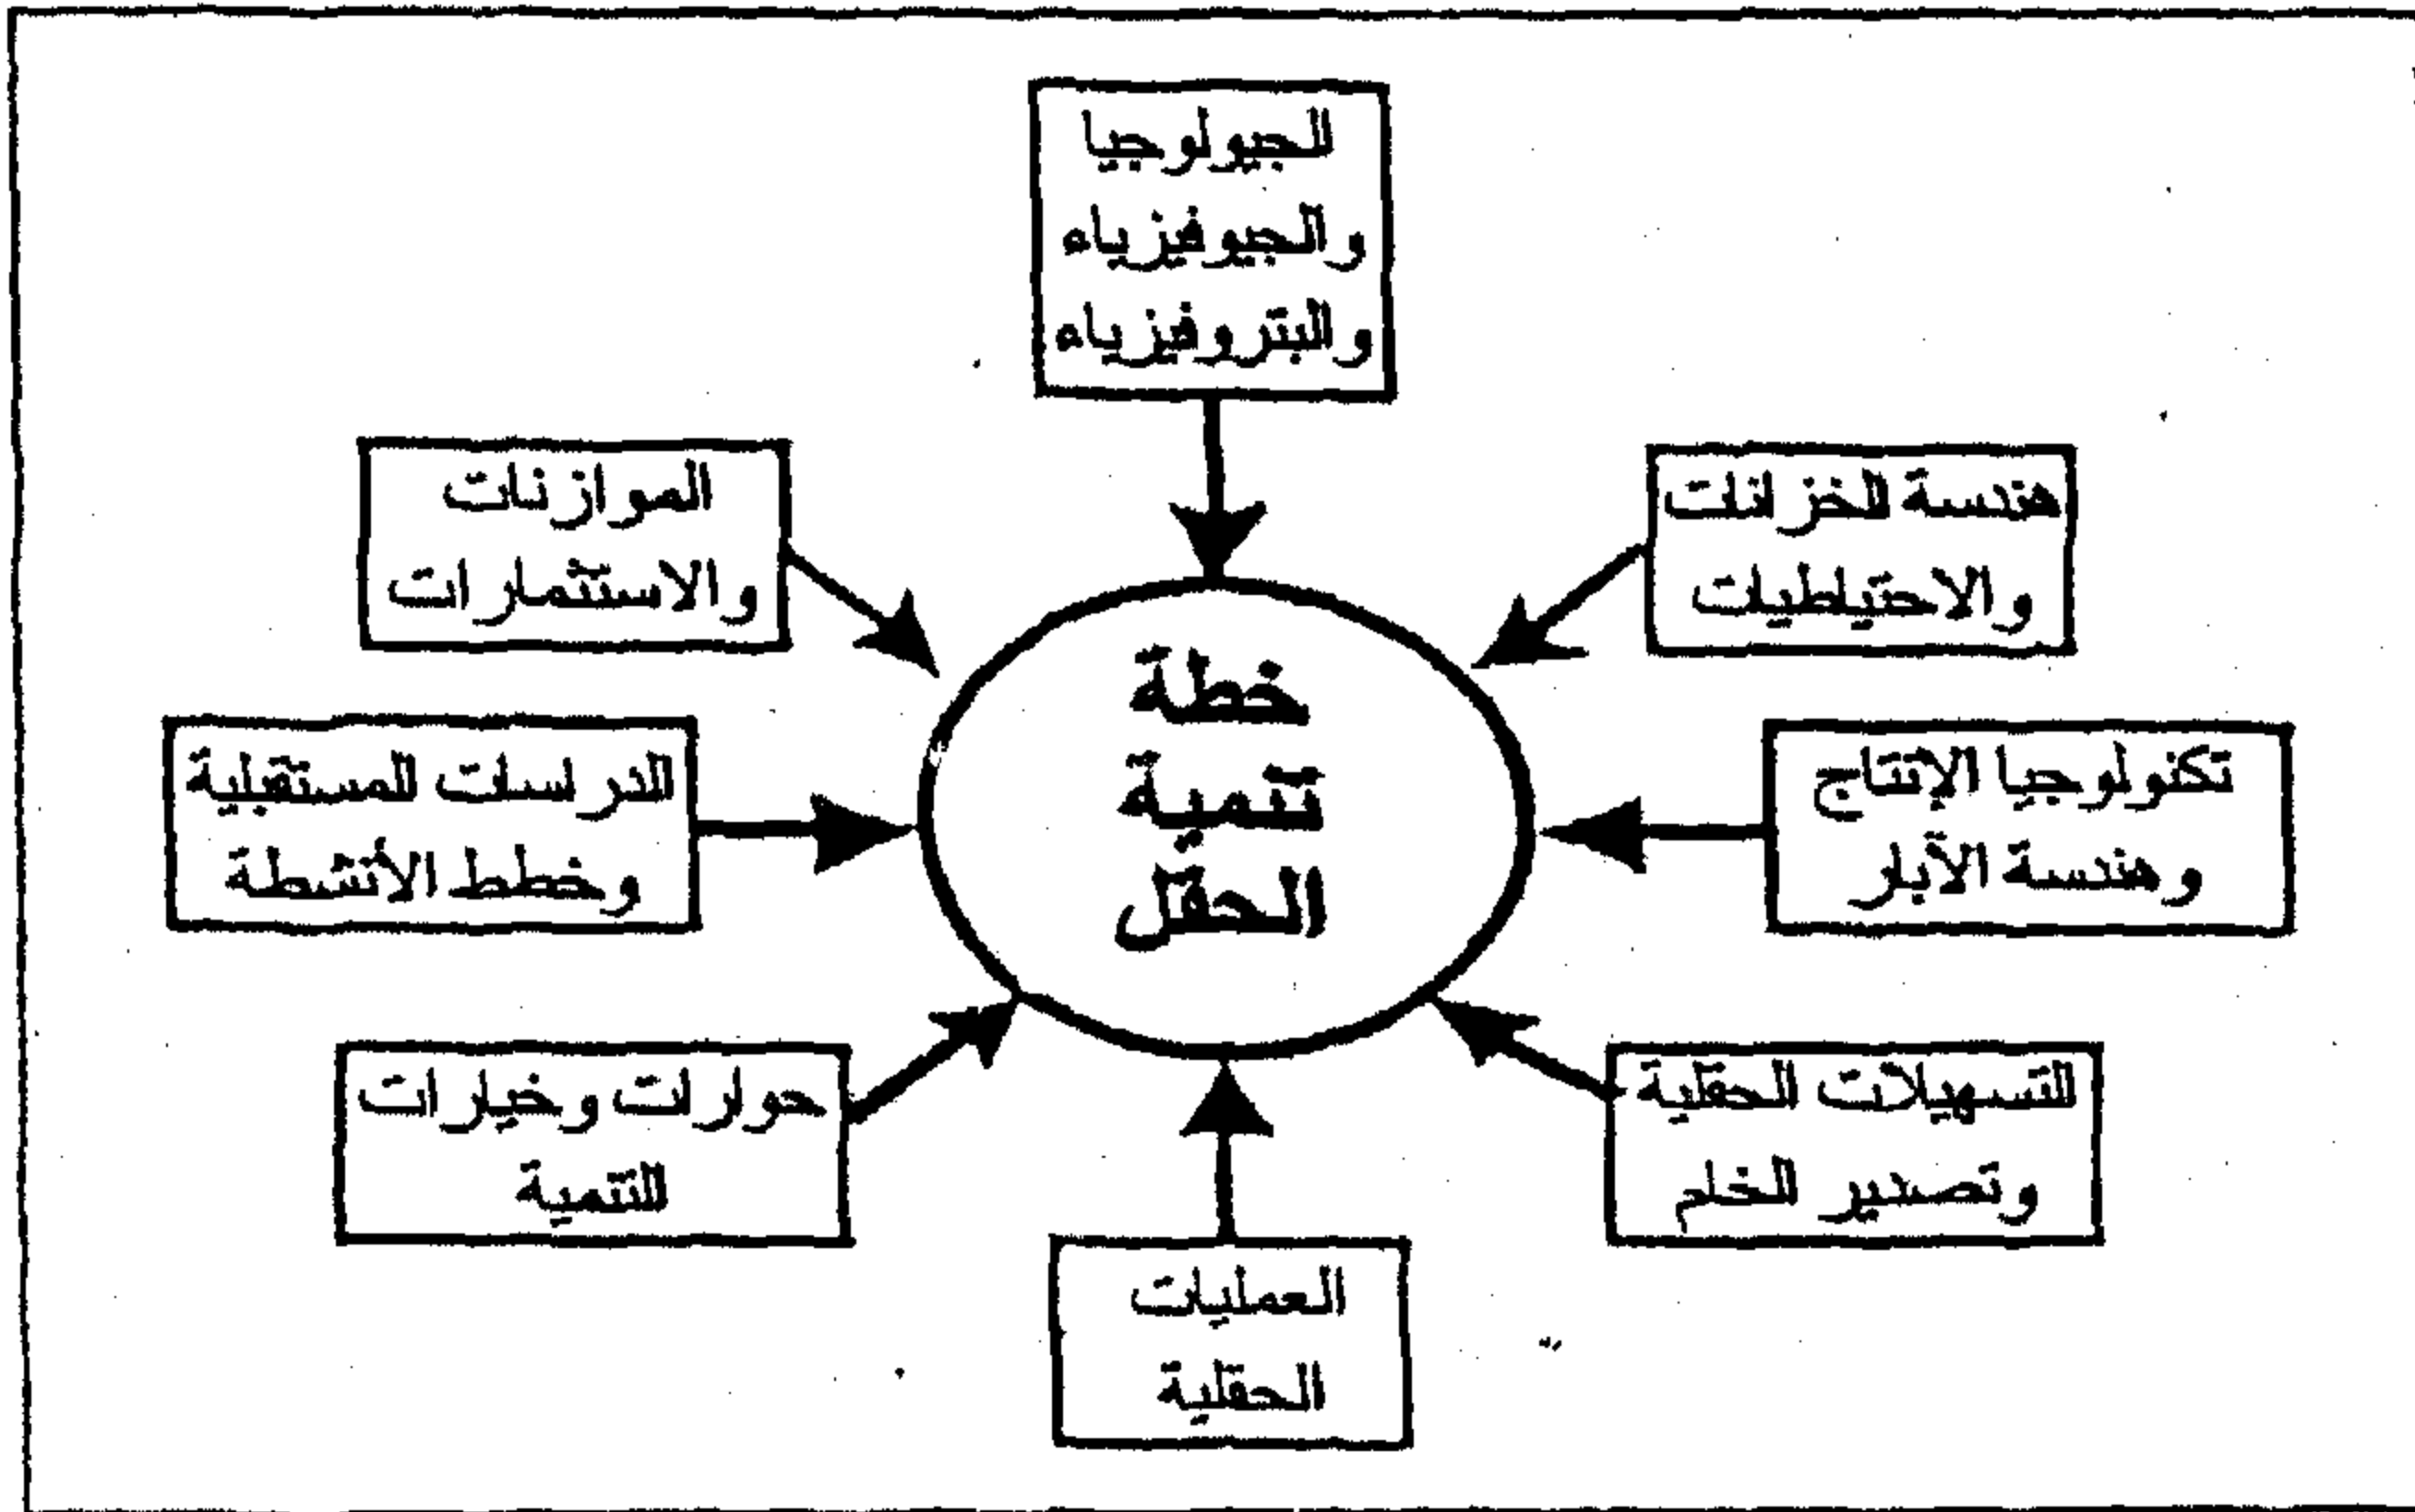 الجيولوجيا
والجيوفيزياء
والبتروفيزياء
هندسة الخزانات
والاحتياطيات
الموازنات
والاستثمارات
خطة
تنمية
الحقل
تكنولوجيا الإنتاج
وهندسة الآبار
الدراسات المستقبلية
وخطط الأنشطة
التسهيلات الحقلية
وتصدير الخام
حوارات وخيارات
التنمية
العمليات
الحقلية